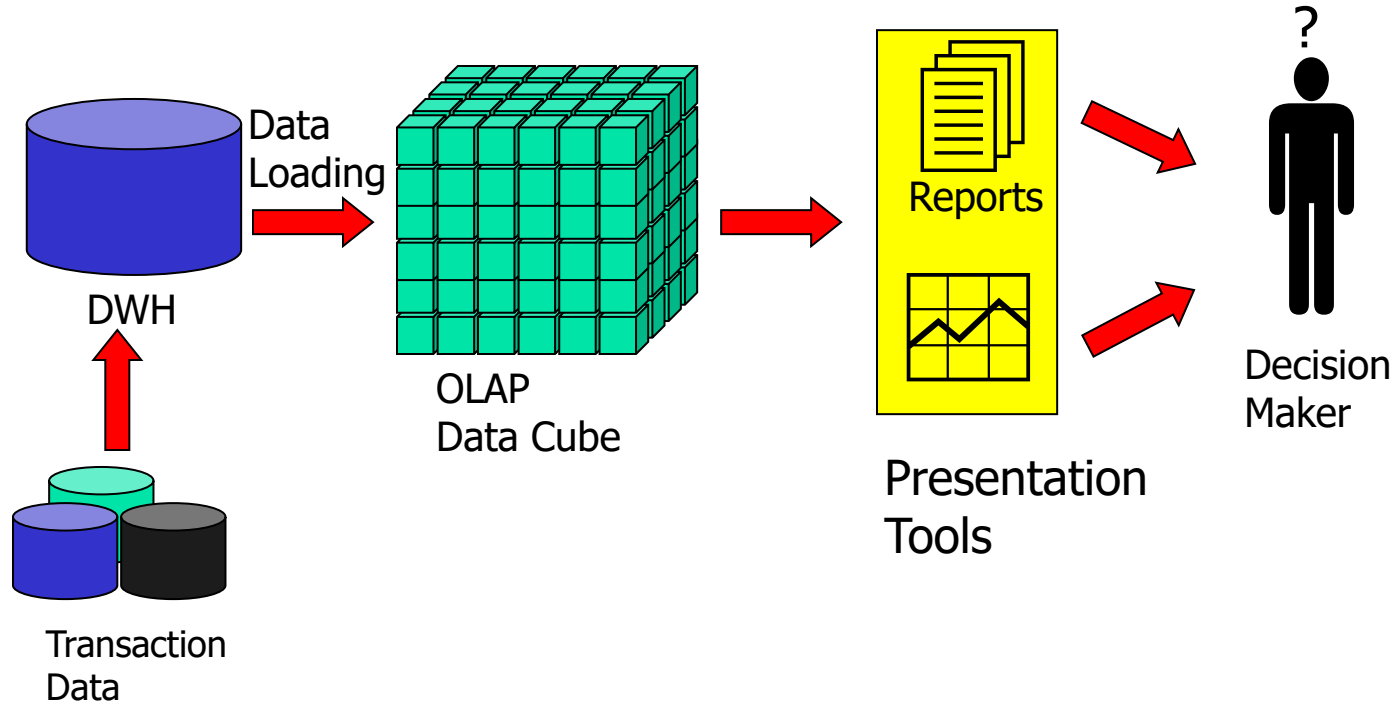 ?
Data
Loading
Reports
DWH
OLAP
Data Cube
Decision
Maker
Presentation
Tools
Transaction
Data